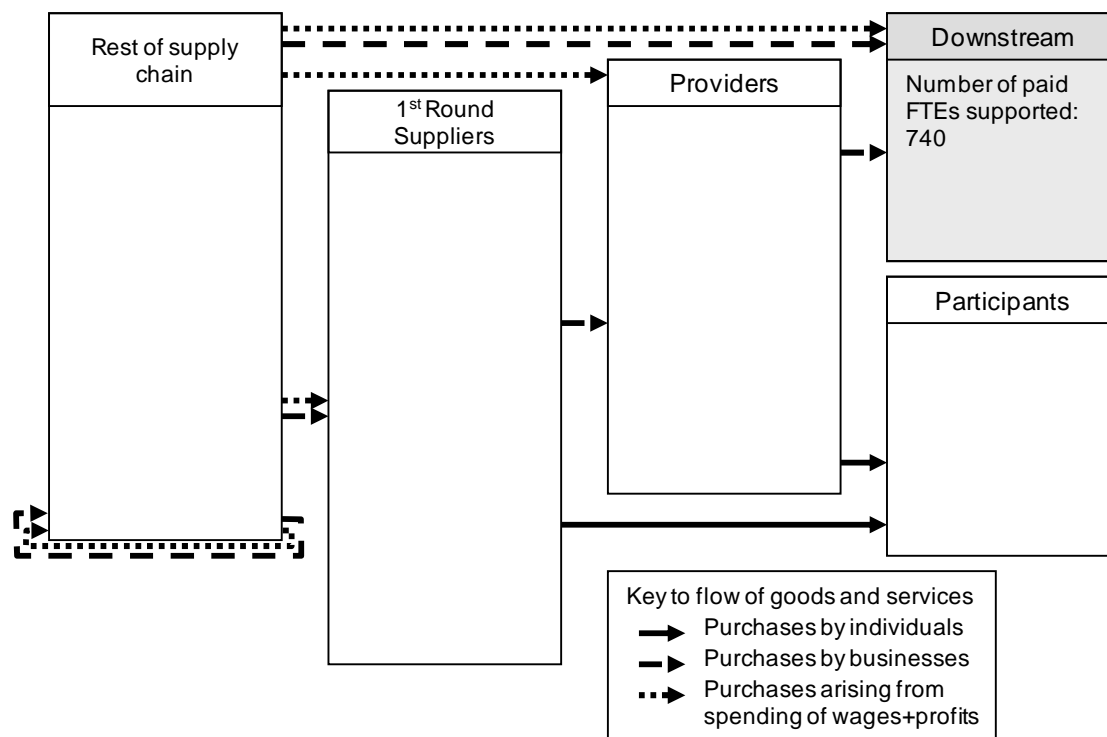 Rest of supply
chain
1st Round
Suppliers
Providers
Downstream
Number of paid
FTEs supported:
740
Participants
Key to flow of goods and services
Purchases by individuals
Purchases by businesses
Purchases arising from
spending of wages+profits